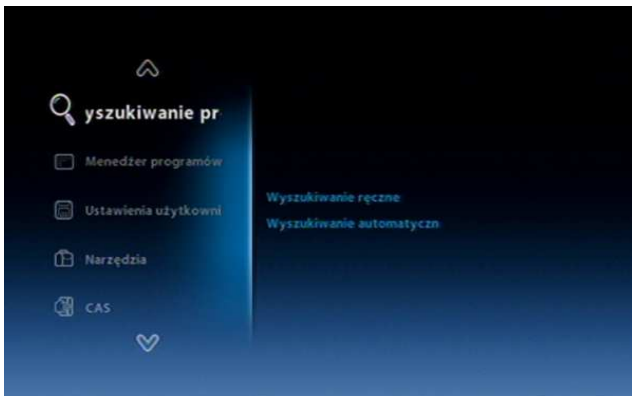 yszukiwanie pr
Menedżer programów
Ustawienia użytkowni
Narzędzia
CAS
Wyszukiwanie ręczne
Wyszukiwanie automatyczn